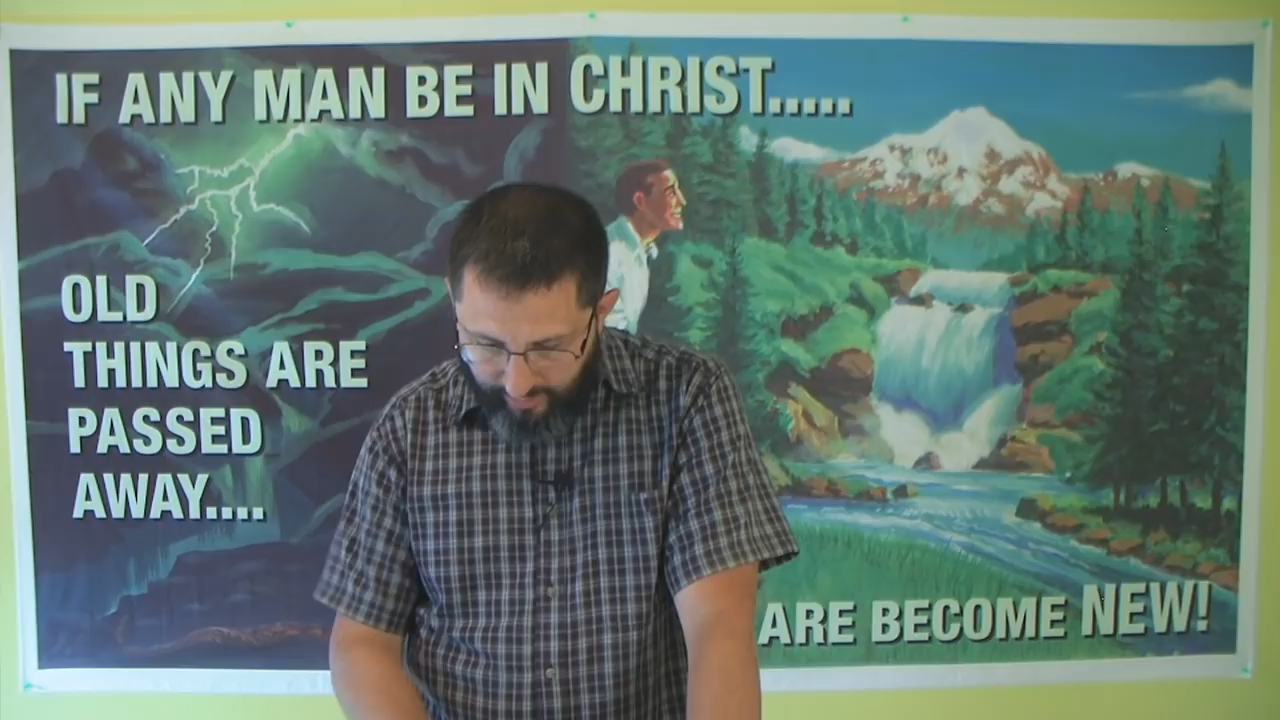 IF ANY MAN BE IN CHRIST.....
OLD
THINGS ARE
PASSED
AWAY....
ARE BECOME NEW!